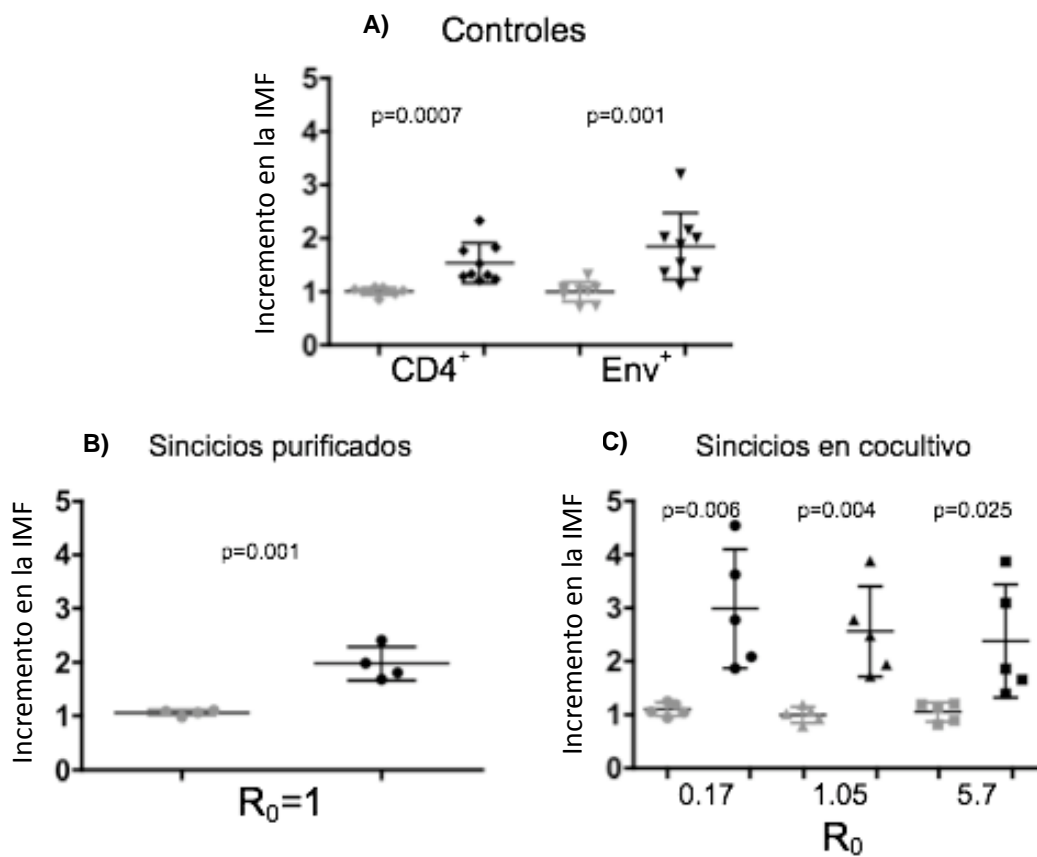 A) Controles
Incremento en la IMF
5
4
3
2
1
0
p=0.0007 p=0.001
CD4⁺ Env⁺
B) Sincicios purificados
Incremento en la IMF
5
4
3
2
1
0
p=0.001
R₀=1
C) Sincicios en cocultivo
Incremento en la IMF
5
4
3
2
1
0
p=0.006 p=0.004 p=0.025
0.17 1.05 5.7
R₀